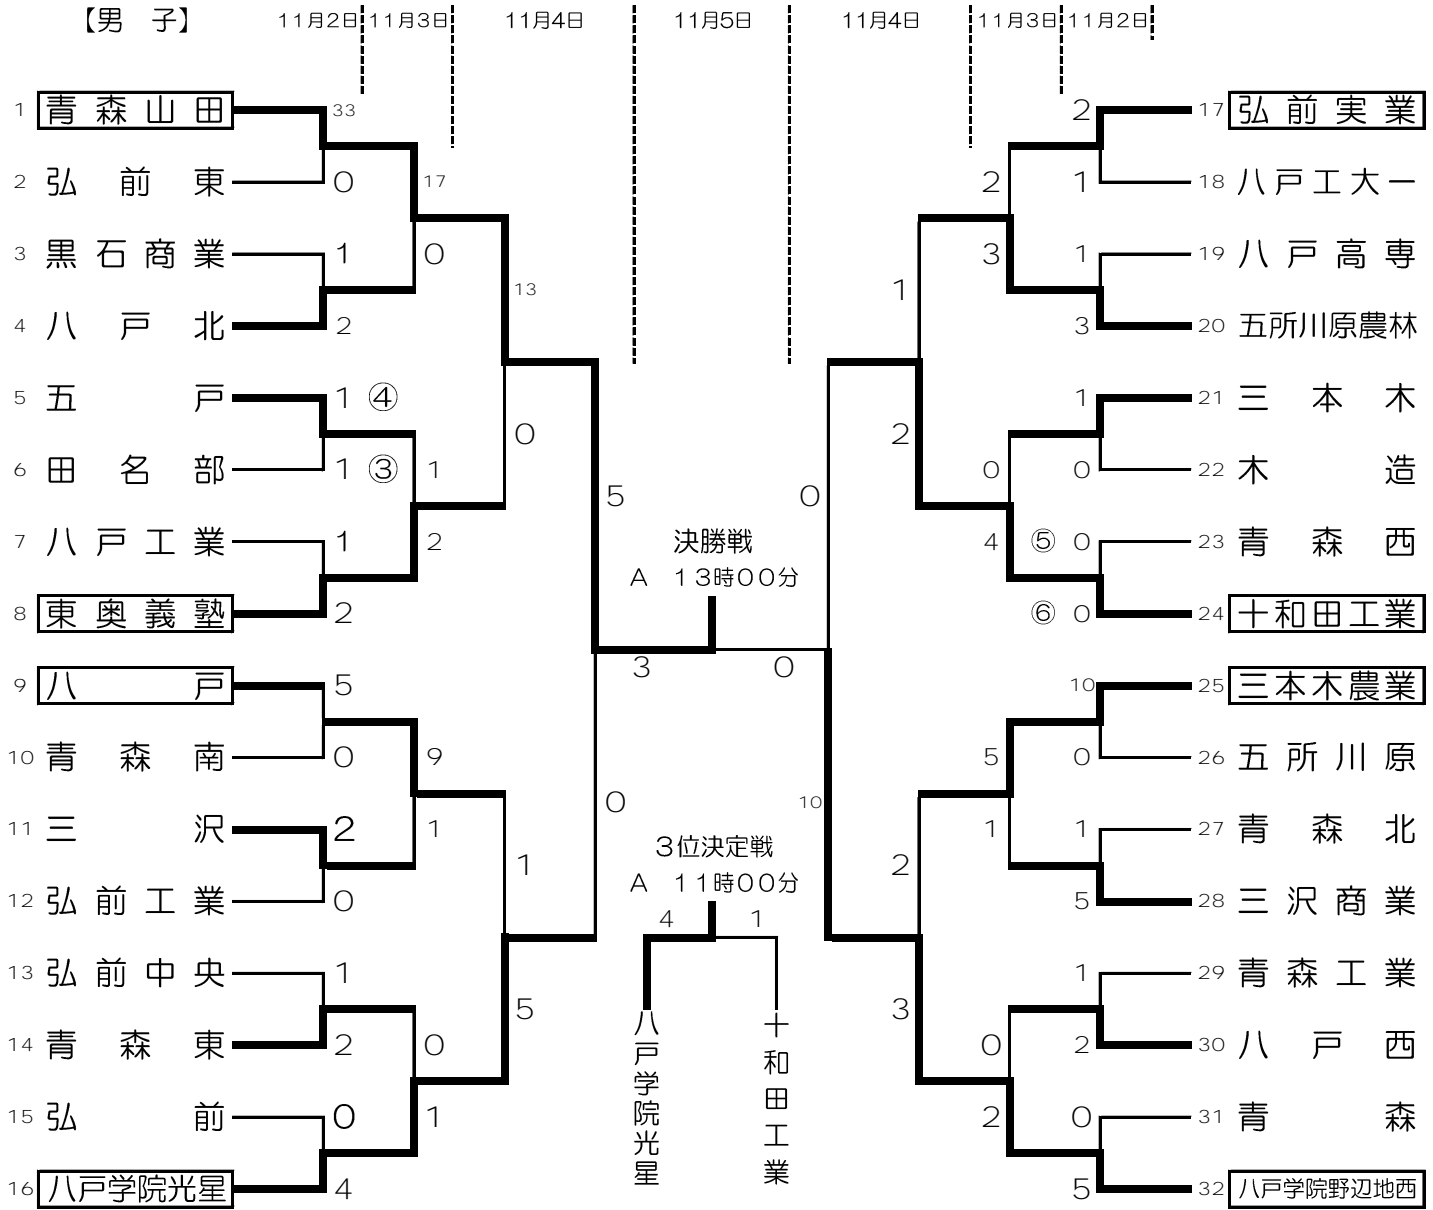 【男　子】
11月2日 11月3日 11月4日 11月5日 11月4日 11月3日 11月2日
1 青森山田 33
2 弘前東 0
17
3 黒石商業 1
0
4 八戸北 2
13
5 五戸 1 ④
0
6 田名部 1 ③
1
7 八戸工業 1
2
8 東奥義塾 2
5
9 八戸 5
10 青森南 0
9
11 三沢 2
1
12 弘前工業 0
0
1
13 弘前中央 1
5
14 青森東 2
0
15 弘前 0
1
16 八戸学院光星 4
決勝戦
A　13時00分
3 0
3位決定戦
A　11時00分
4 1
八戸学院光星
十和田工業
2 17 弘前実業
2
1 18 八戸工大一
3
1 19 八戸高専
1
3 20 五所川原農林
1 21 三本木
2
0 22 木造
0
0
⑤ 0 23 青森西
4
⑥ 0 24 十和田工業
10 25 三本木農業
0 26 五所川原
5
10
1 27 青森北
1
2
5 28 三沢商業
1 29 青森工業
3
2 30 八戸西
0
0 31 青森
2
5 32 八戸学院野辺地西